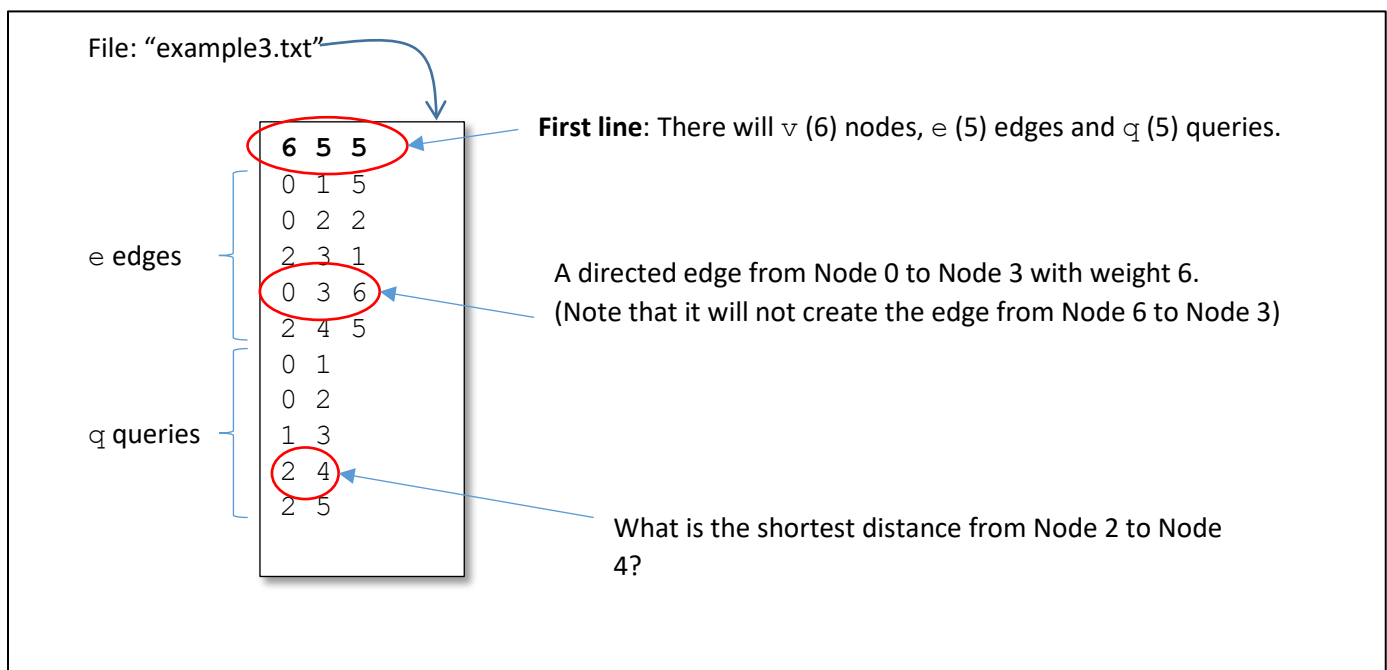 File: “example3.txt”
First line: There will v (6) nodes, e (5) edges and q (5) queries.
6 5 5
0 1 5
0 2 2
e edges
2 3 1
A directed edge from Node 0 to Node 3 with weight 6.
0 3 6
(Note that it will not create the edge from Node 6 to Node 3)
2 4 5
0 1
0 2
q queries
1 3
2 4
2 5
What is the shortest distance from Node 2 to Node
4?